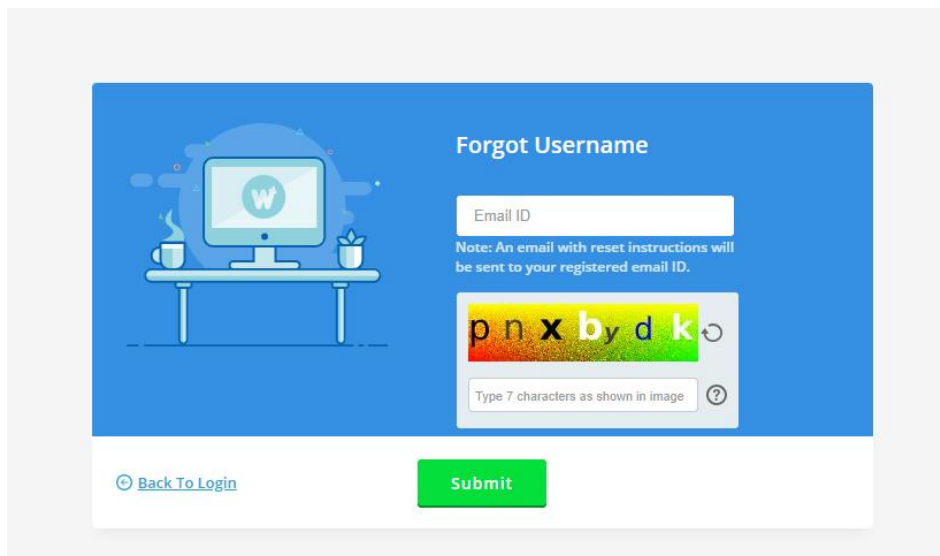 Forgot Username
Email ID
Note: An email with reset instructions will
be sent to your registered email ID.
p n x b y d k
Type 7 characters as shown in image
?
Back To Login
Submit
W